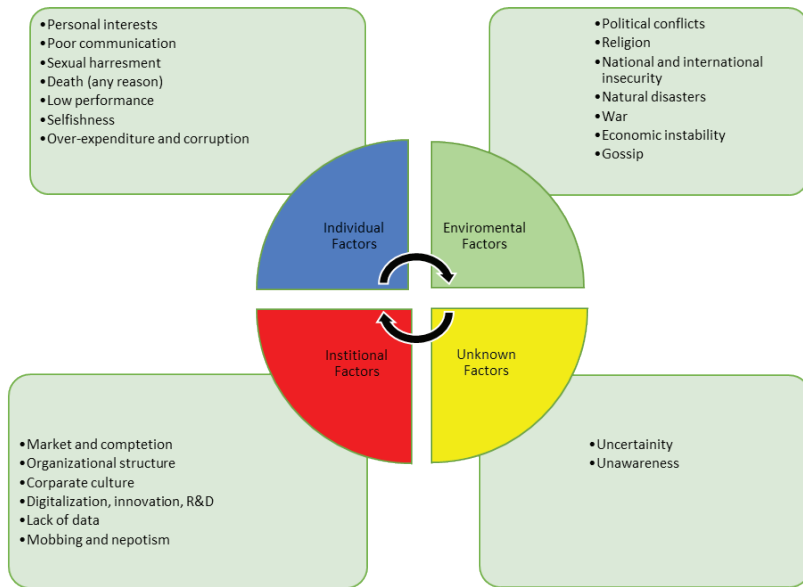 •Personal interests
•Poor communication
•Sexual harresment
•Death (any reason)
•Low performance
•Selfishness
•Over-expenditure and corruption
•Political conflicts
•Religion
•National and international
insecurity
•Natural disasters
•War
•Economic instability
•Gossip
Individual
Factors
Enviromental
Factors
Institional
Factors
Unknown
Factors
•Market and comptetion
•Organizational structure
•Corparate culture
•Digitalization, innovation, R&D
•Lack of data
•Mobbing and nepotism
•Uncertainity
•Unawareness